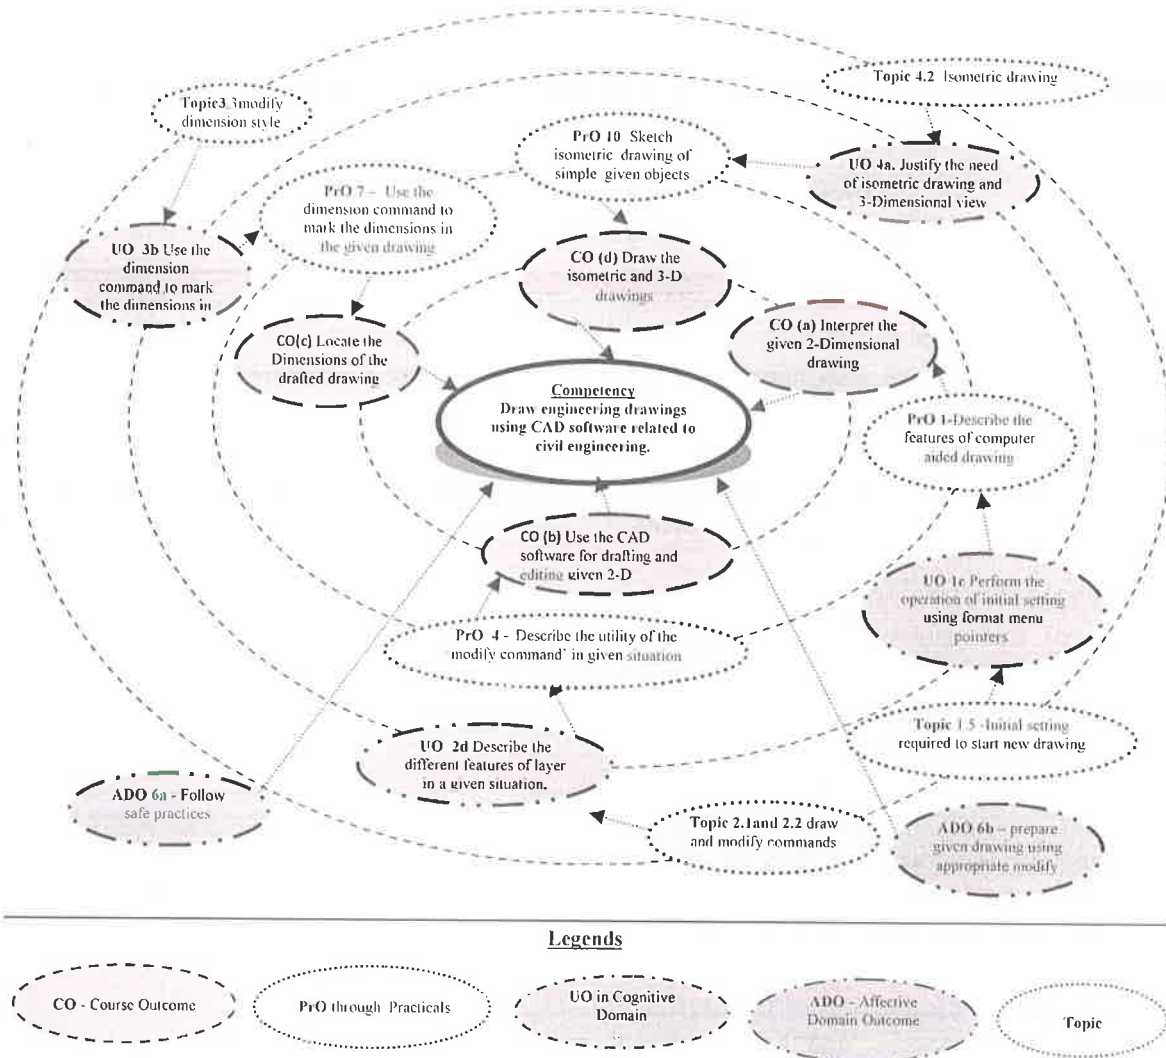 Topic 4.2 Isometric drawing
Topic3.3modify
dimension style
PrO 10 Sketch
isometric drawing of
simple given objects
UO 4a. Justify the need
of isometric drawing and
3-Dimensional view
PrO 7 – Use the
dimension command to
mark the dimensions in
the given drawing
UO 3b Use the
dimension
command to mark
the dimensions in
CO (d) Draw the
isometric and 3-D
drawings
CO (a) Interpret the
given 2-Dimensional
drawing
CO(c) Locate the
Dimensions of the
drafted drawing
Competency
Draw engineering drawings
using CAD software related to
civil engineering.
PrO 1-Describe the
features of computer
aided drawing
CO (b) Use the CAD
software for drafting and
editing given 2-D
UO 1c Perform the
operation of initial setting
using format menu
pointers
PrO 4 - Describe the utility of the
'modify command' in given situation
Topic 1.5 -Initial setting
required to start new drawing
UO 2d Describe the
different features of layer
in a given situation.
ADO 6a - Follow
safe practices
Topic 2.1and 2.2 draw
and modify commands
ADO 6b – prepare
given drawing using
appropriate modify
Legends
CO - Course Outcome
PrO through Practicals
UO in Cognitive
Domain
ADO – Affective
Domain Outcome
Topic